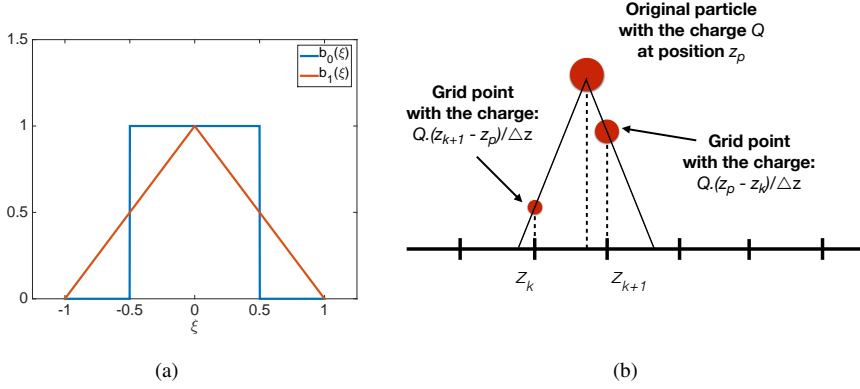 1.5
1
0.5
0
-1
-0.5
0
0.5
1
ξ
b₀(ξ)
b₁(ξ)
(a)
Original particle
with the charge Q
at position zₚ
Grid point
with the charge:
Q.(zₖ₊₁ - zₚ)/△z
Grid point
with the charge:
Q.(zₚ - zₖ)/△z
Zₖ
Zₖ₊₁
(b)